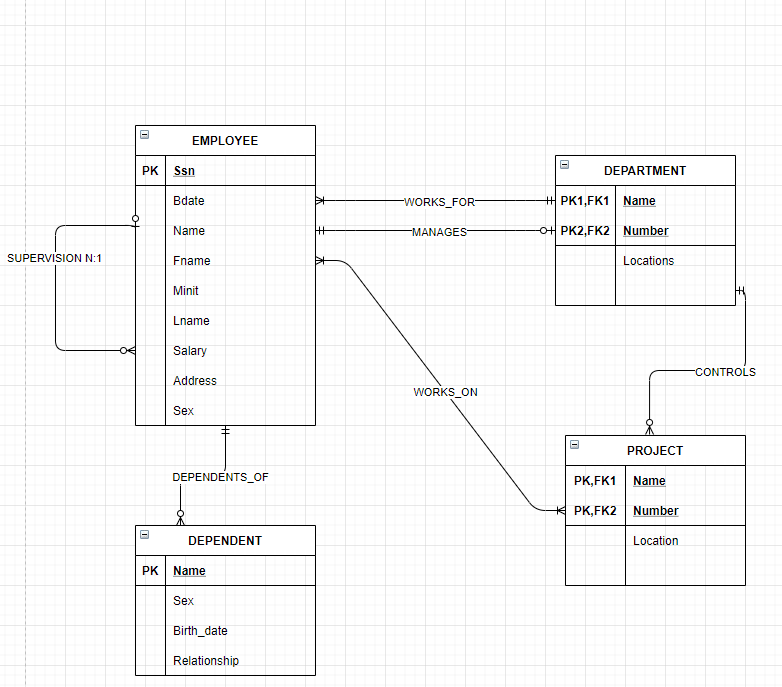 EMPLOYEE
PK Ssn
Bdate
Name
Fname
Minit
Lname
Salary
Address
Sex
SUPERVISION N:1
WORKS_FOR
MANAGES
DEPARTMENT
PK1,FK1 Name
PK2,FK2 Number
Locations
CONTROLS
WORKS_ON
PROJECT
PK,FK1 Name
PK,FK2 Number
Location
DEPENDENTS_OF
DEPENDENT
PK Name
Sex
Birth_date
Relationship